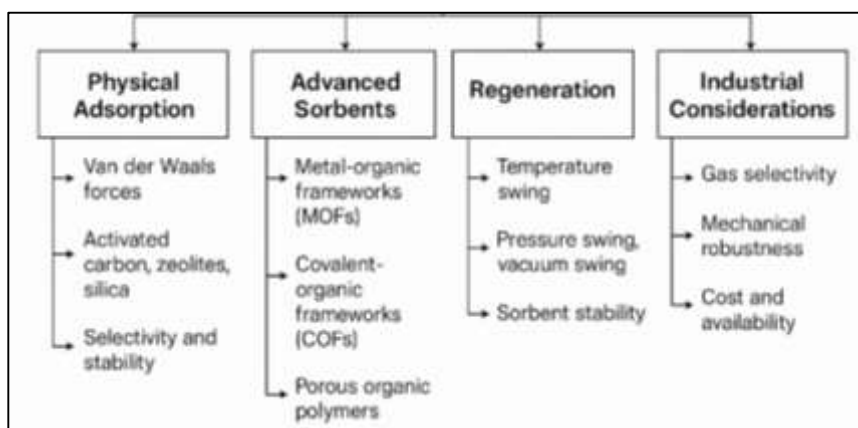 Physical
Adsorption
Van der Waals
forces
Activated
carbon, zeolites,
silica
Selectivity and
stability
Advanced
Sorbents
Metal-organic
frameworks
(MOFs)
Covalent-
organic
frameworks
(COFs)
Porous organic
polymers
Regeneration
Temperature
swing
Pressure swing,
vacuum swing
Sorbent stability
Industrial
Considerations
Gas selectivity
Mechanical
robustness
Cost and
availability